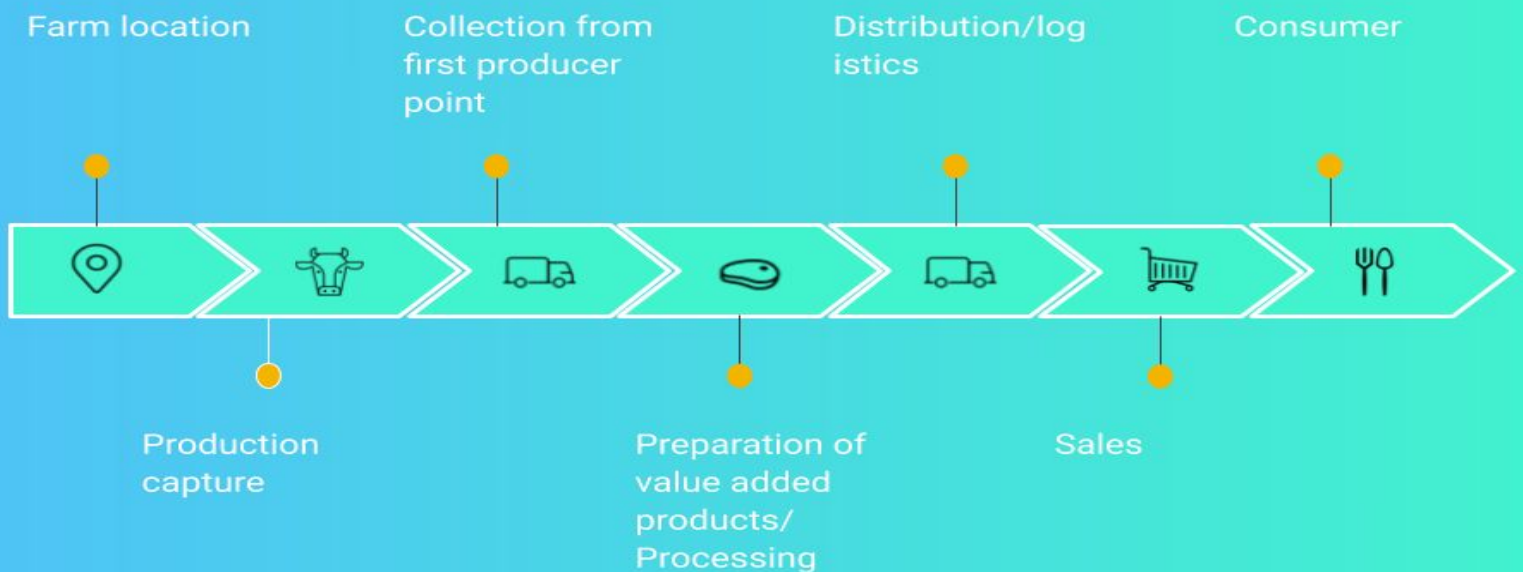 Farm location
Collection from
first producer
point
Distribution/log
istics
Consumer
Production
capture
Preparation of
value added
products/
Processing
Sales